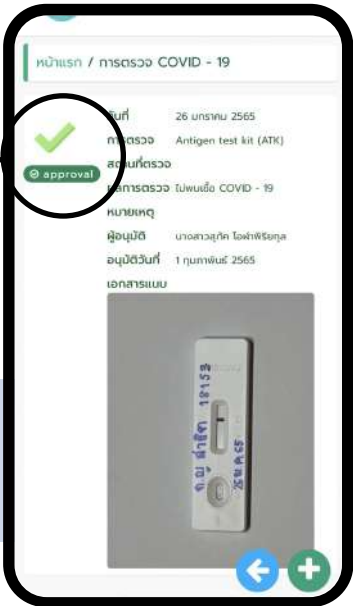 หน้าแรก / การตรวจ COVID - 19
วันที่ 26 มกราคม 2565
การตรวจ Antigen test kit (ATK)
สถานที่ตรวจ
approval
ผลการตรวจ ไม่พบเชื้อ COVID - 19
หมายเหตุ
ผู้อนุมัติ นางสาวสุภัค โอฬาพิริยกุล
อนุมัติวันที่ 1 กุมภาพันธ์ 2565
เอกสารแนบ
18153
26 ม.ค. 65